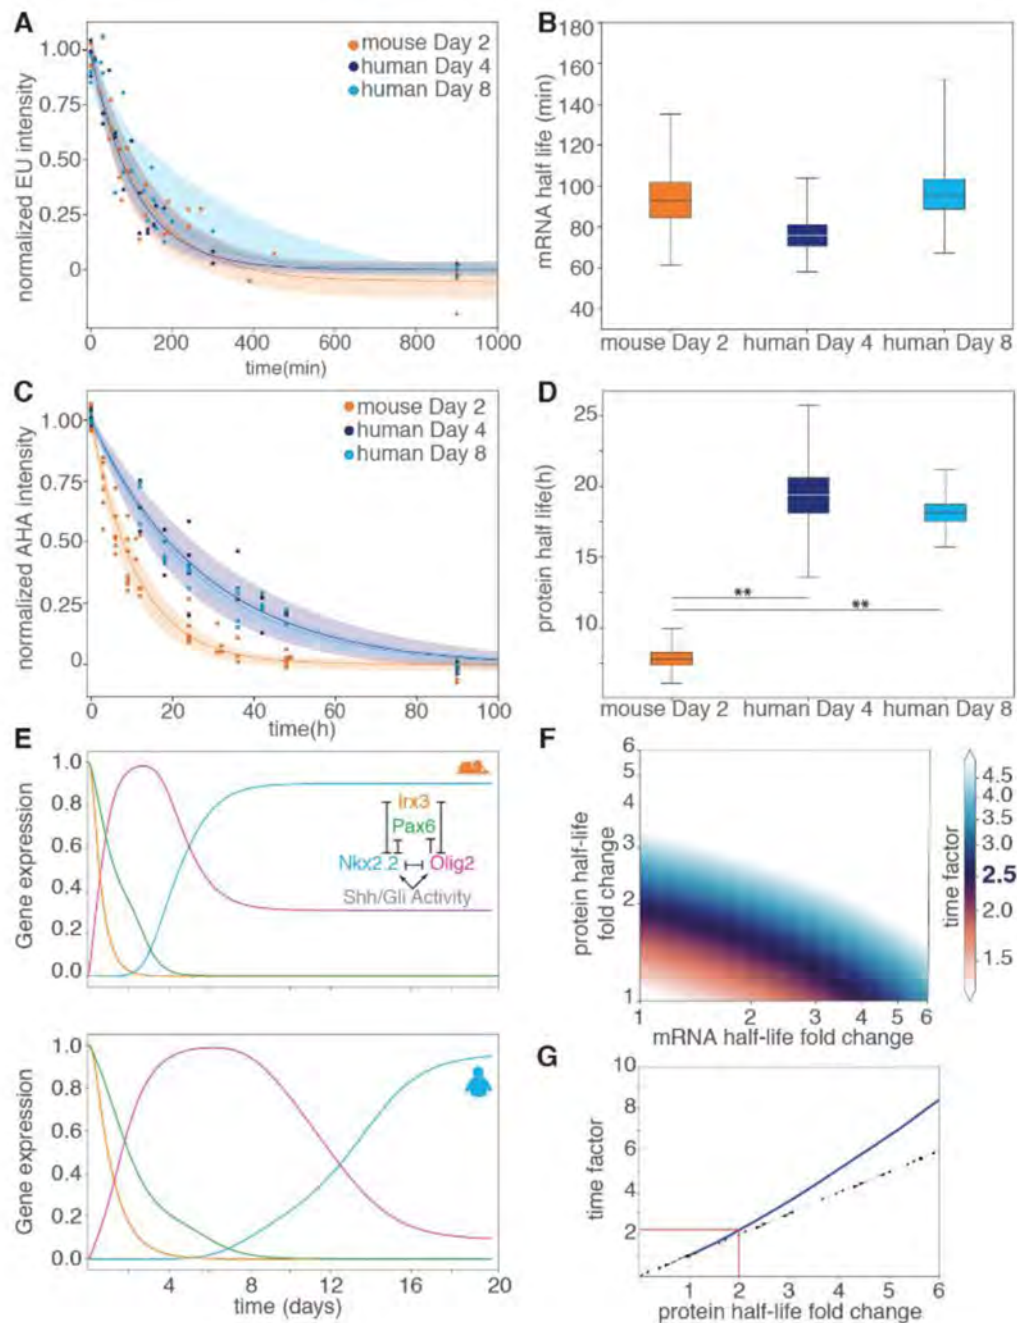 A
normalized EU intensity
1.00
0.75
0.50
0.25
0
mouse Day 2
human Day 4
human Day 8
0 200 400 600 800 1000
time(min)
B
mRNA half life (min)
180
160
140
120
100
80
60
40
mouse Day 2 human Day 4 human Day 8
C
normalized AHA intensity
1.00
0.75
0.50
0.25
0
mouse Day 2
human Day 4
human Day 8
0 20 40 60 80 100
time(h)
D
protein half life(h)
25
20
15
10
**
**
mouse Day 2 human Day 4 human Day 8
E
Gene expression
1.0
0.8
0.6
0.4
0.2
0.0
Irx3
Pax6
Nkx2.2 Olig2
Shh/Gli Activity
Gene expression
1.0
0.8
0.6
0.4
0.2
0.0
4 8 12 16 20
time (days)
F
protein half-life
fold change
6
5
4
3
2
1
1 2 3 4 5 6
mRNA half-life fold change
time factor
4.5
4.0
3.5
3.0
2.5
2.0
1.5
G
time factor
10
8
6
4
2
1 2 3 4 5 6
protein half-life fold change